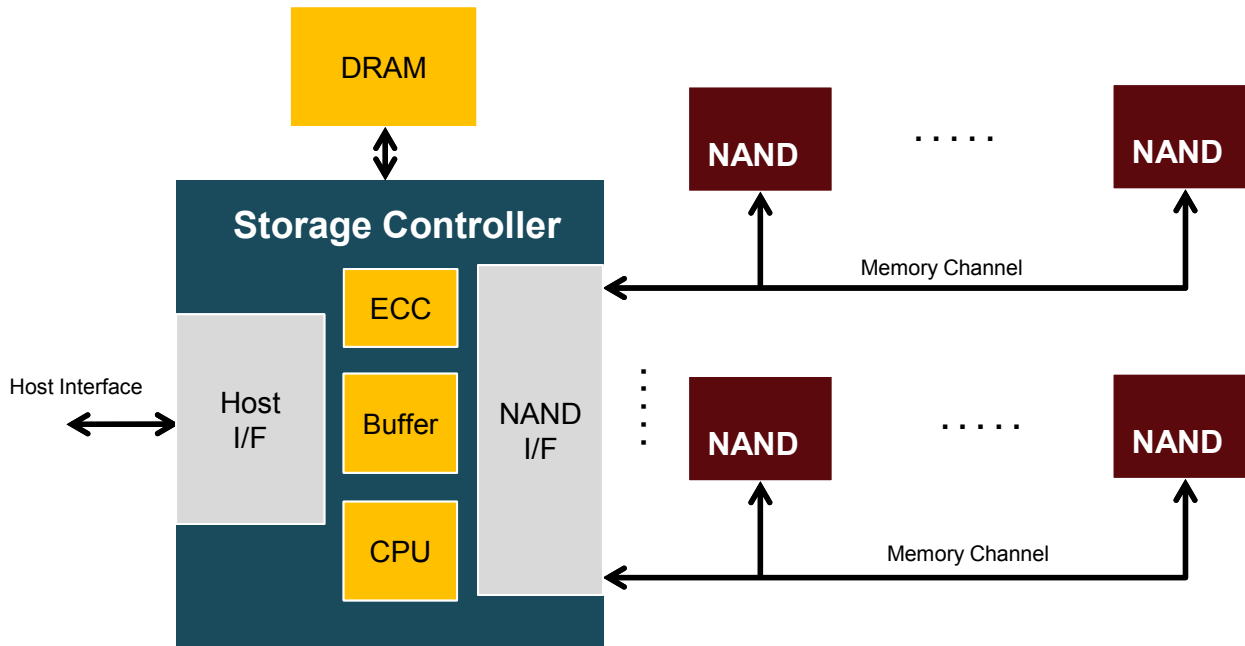 DRAM
Storage Controller
ECC
Buffer
CPU
Host Interface
Host
I/F
NAND
I/F
NAND
. . . . .
NAND
Memory Channel
. . . . . .
NAND
. . . . .
NAND
Memory Channel